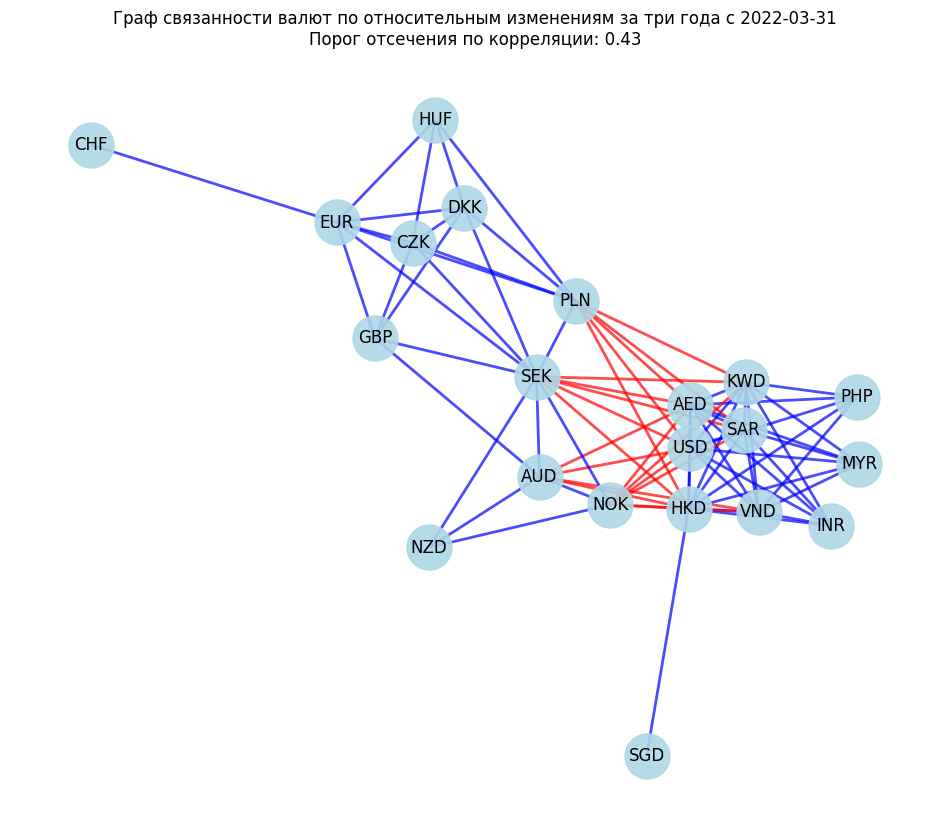 Граф связанности валют по относительным изменениям за три года с 2022-03-31
Порог отсечения по корреляции: 0.43
HUF
CHF
DKK
EUR
CZK
PLN
GBP
SEK
KWD
PHP
AED
SAR
USD
MYR
AUD
NOK
HKD
VND
INR
NZD
SGD